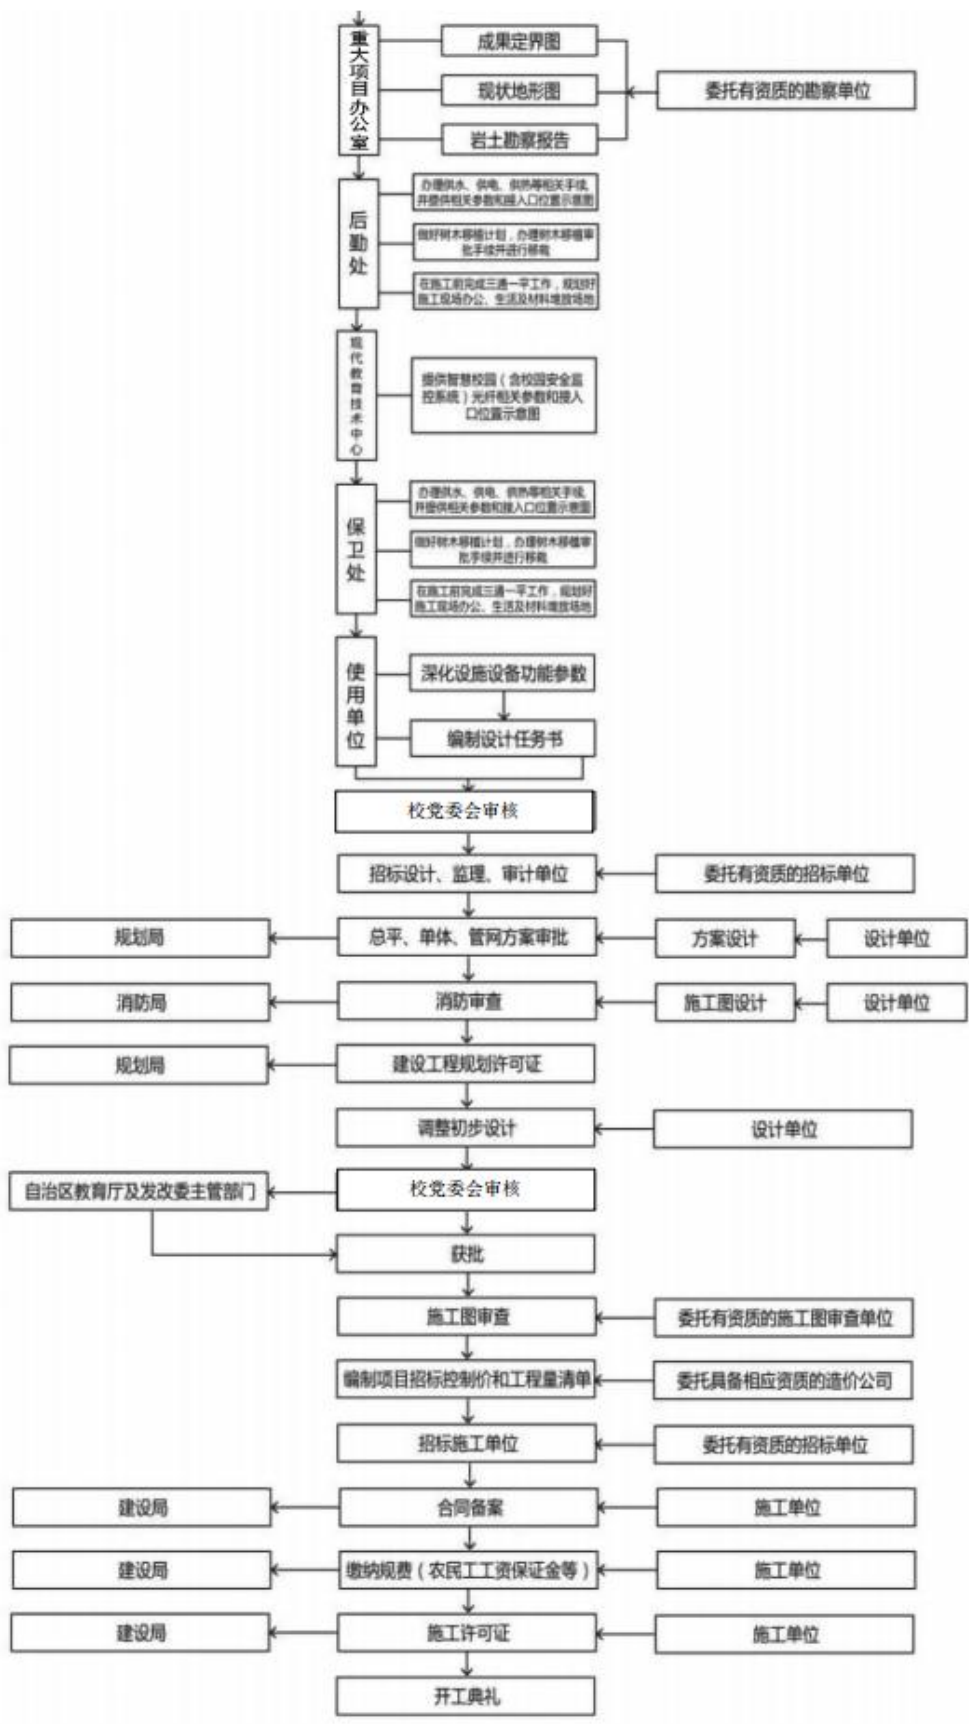 重大项目办公室
成果定界图
现状地形图
委托有资质的勘察单位
岩土勘察报告
后勤处
办理供水、供电、供热等相关手续,
并提供相关参数和接入口位置示意图
做好树木移植计划，办理树木移植审
批手续并进行移栽
在施工前完成三通一平工作，规划好
施工现场办公、生活及材料堆放场地
现代教育技术中心
提供智慧校园（含校园安全监
控系统）光纤相关参数和接入
口位置示意图
保卫处
办理供水、供电、供热等相关手续,
并提供相关参数和接入口位置示意图
做好树木移植计划，办理树木移植审
批手续并进行移栽
在施工前完成三通一平工作，规划好
施工现场办公、生活及材料堆放场地
使用单位
深化设施设备功能参数
编制设计任务书
校党委会审核
招标设计、监理、审计单位
委托有资质的招标单位
规划局
总平、单体、管网方案审批
方案设计
设计单位
消防局
消防审查
施工图设计
设计单位
规划局
建设工程规划许可证
调整初步设计
设计单位
自治区教育厅及发改委主管部门
校党委会审核
获批
施工图审查
委托有资质的施工图审查单位
编制项目招标控制价和工程量清单
委托具备相应资质的造价公司
招标施工单位
委托有资质的招标单位
建设局
合同备案
施工单位
建设局
缴纳规费（农民工工资保证金等）
施工单位
建设局
施工许可证
施工单位
开工典礼